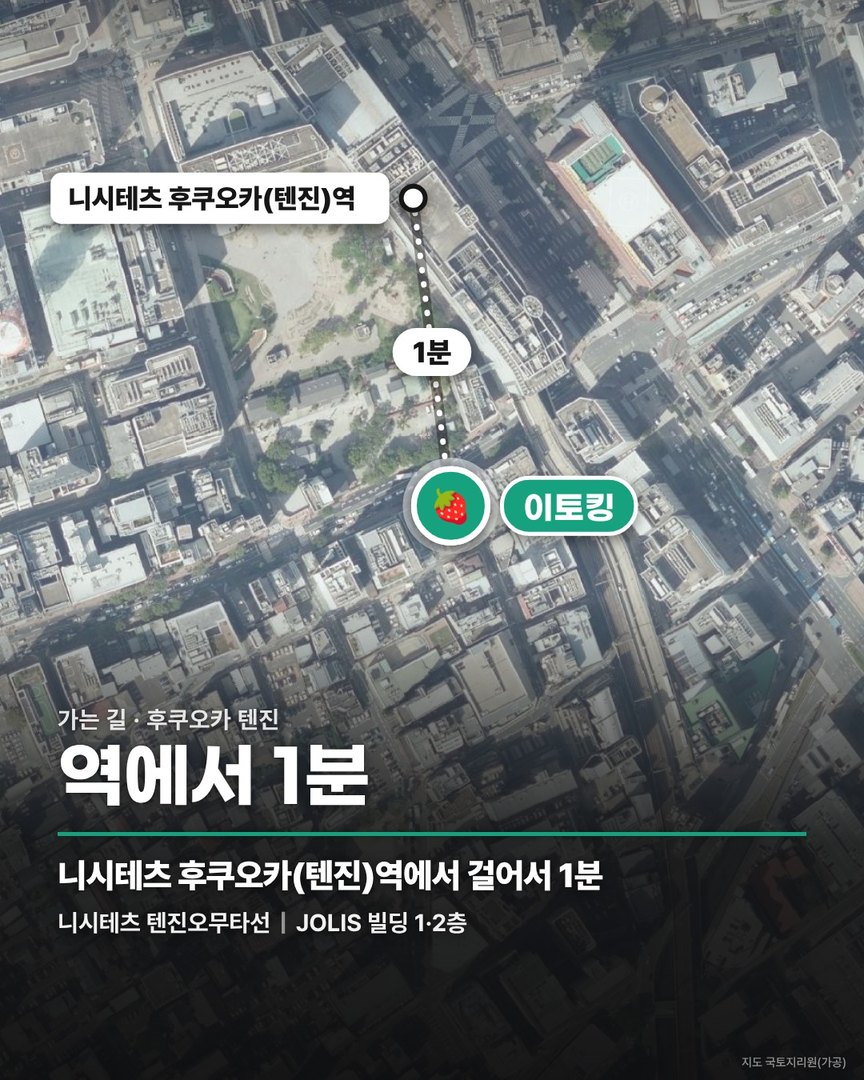 니시테츠 후쿠오카(텐진)역
1분
이토킹
가는 길 · 후쿠오카 텐진
역에서 1분
니시테츠 후쿠오카(텐진)역에서 걸어서 1분
니시테츠 텐진오무타선 | JOLIS 빌딩 1·2층
지도 국토지리원(가공)